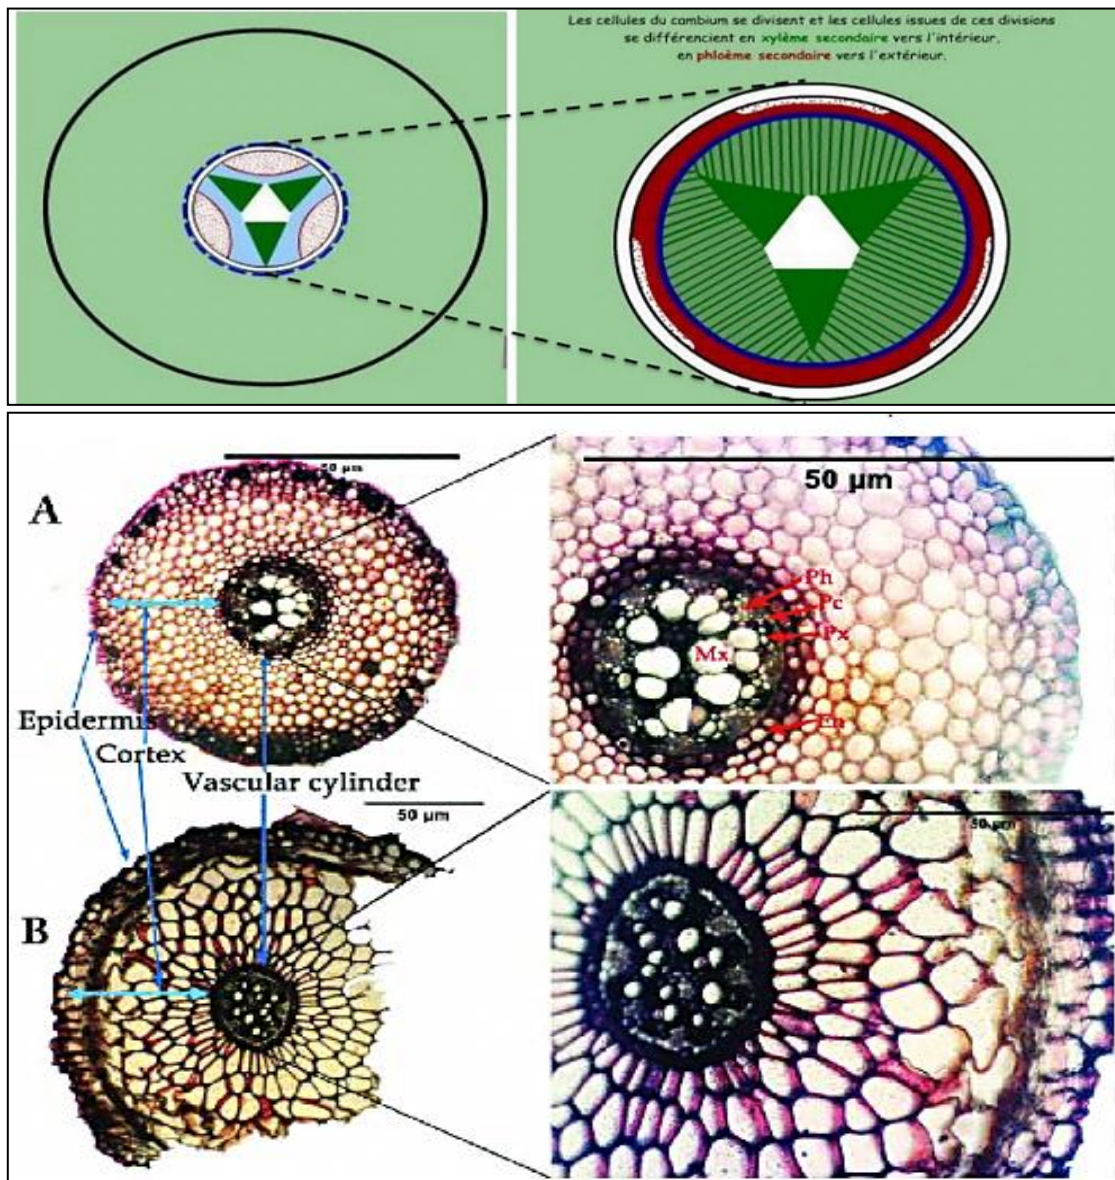 Les cellules du cambium se divisent et les cellules issues de ces divisions
se différencient en xylème secondaire vers l'intérieur,
en phloème secondaire vers l'extérieur.
50 µm
A
50 µm
Ph
Pc
Px
Mx
En
Epidermis
Cortex
Vascular cylinder
50 µm
50 µm
B